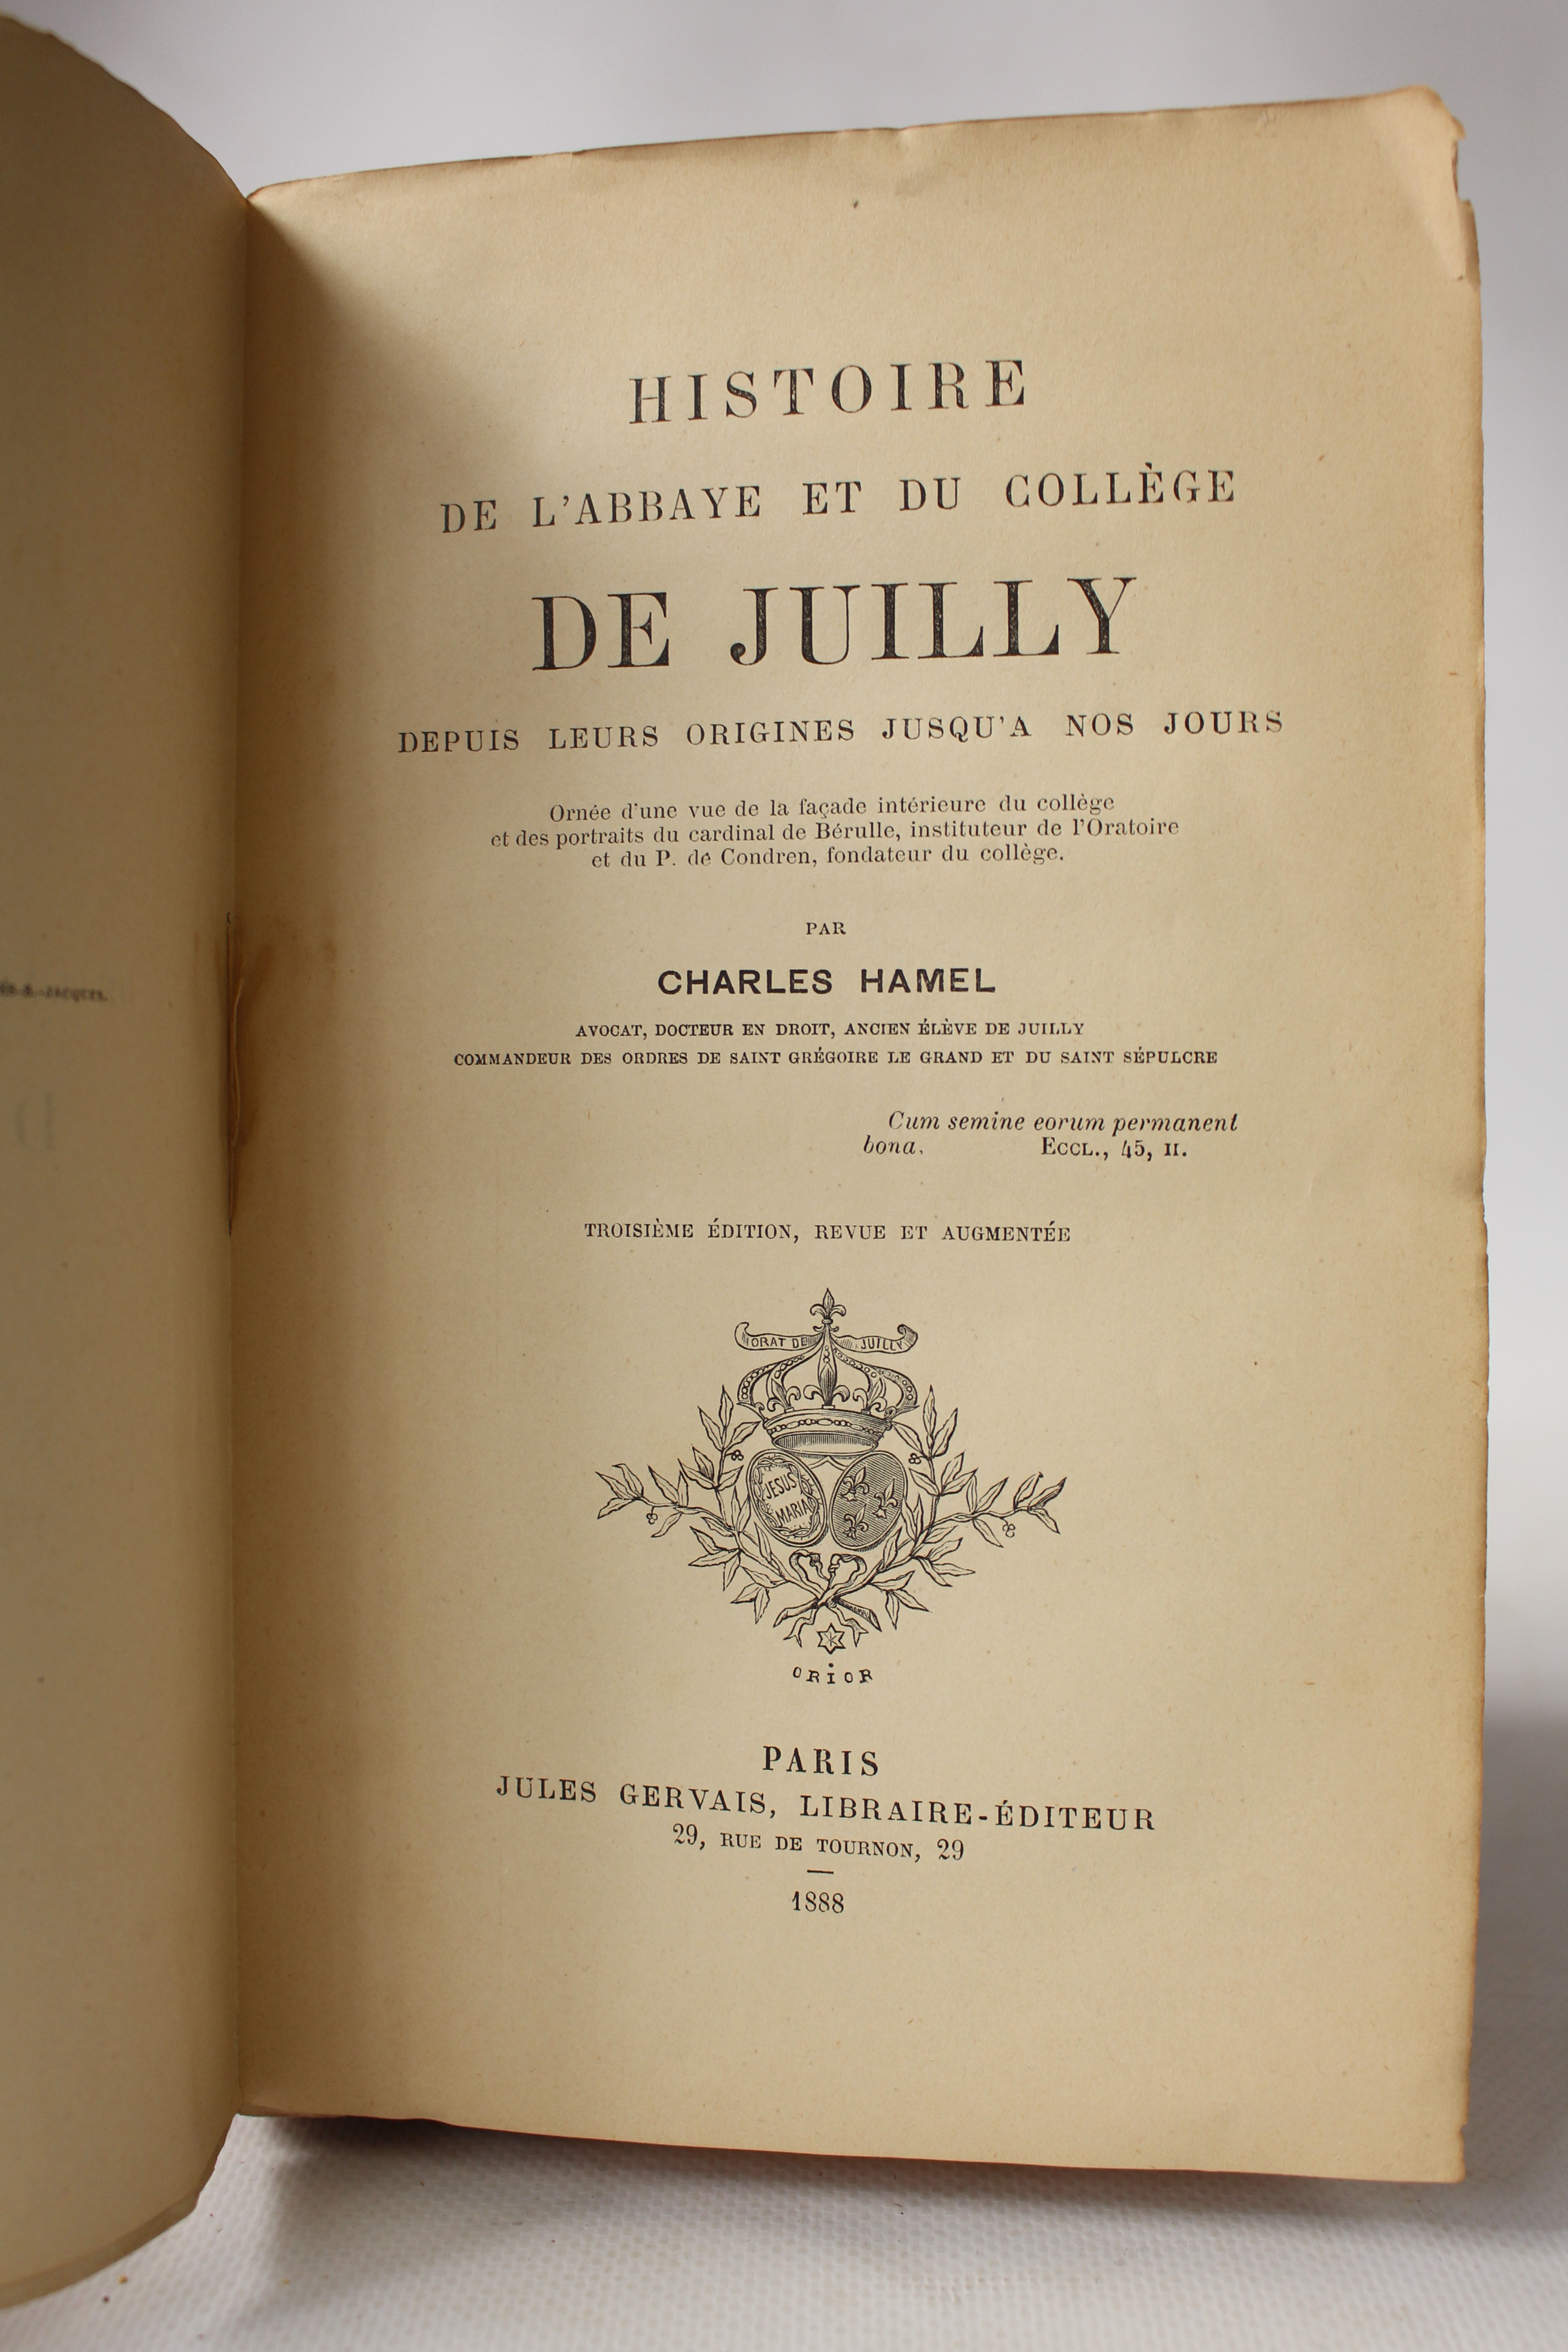 HISTOIRE
DE L'ABBAYE ET DU COLLÈGE
DE JUILLY
DEPUIS LEURS ORIGINES JUSQU'A NOS JOURS
Ornée d'une vue de la façade intérieure du collège
et des portraits du cardinal de Bérulle, instituteur de l'Oratoire
et du P. de Condren, fondateur du collège.
PAR
CHARLES HAMEL
AVOCAT, DOCTEUR EN DROIT, ANCIEN ÉLÈVE DE JUILLY
COMMANDEUR DES ORDRES DE SAINT GRÉGOIRE LE GRAND ET DU SAINT SÉPULCRE
Cum semine eorum permanent
bona. ECCL., 45, II.
TROISIÈME ÉDITION, REVUE ET AUGMENTÉE
ORAT DE JUILLY
JESUS
MARIA
ORIOR
PARIS
JULES GERVAIS, LIBRAIRE-ÉDITEUR
29, RUE DE TOURNON, 29
1888